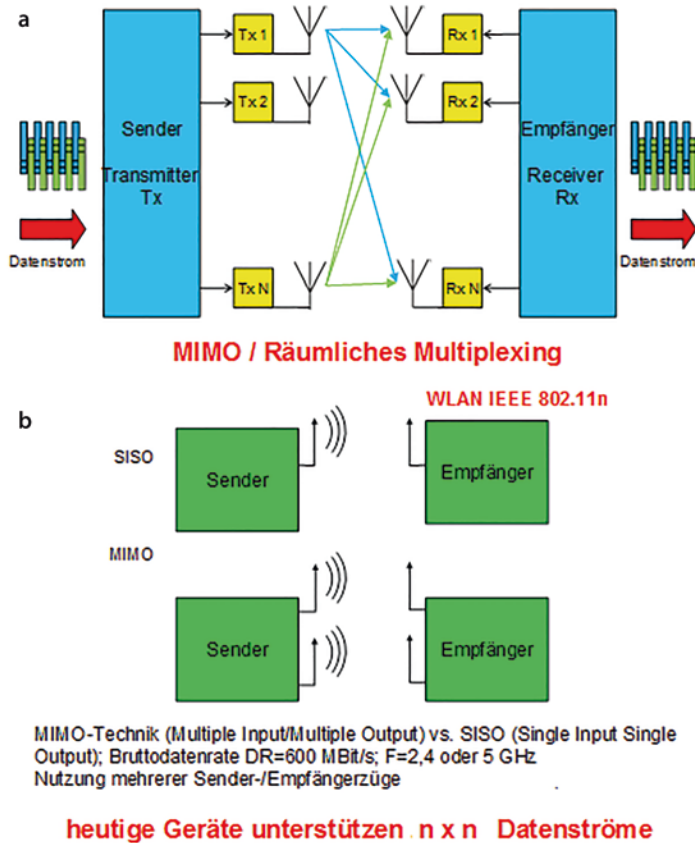 a
Tx 1
Rx 1
Tx 2
Rx 2
Sender
Transmitter
Tx
Empfänger
Receiver
Rx
Datenstrom
Datenstrom
Tx N
Rx N
MIMO / Räumliches Multiplexing
b
WLAN IEEE 802.11n
SISO
Sender
Empfänger
MIMO
Sender
Empfänger
MIMO-Technik (Multiple Input/Multiple Output) vs. SISO (Single Input Single
Output); Bruttodatenrate DR=600 MBit/s; F=2,4 oder 5 GHz
Nutzung mehrerer Sender-/Empfängerzüge
heutige Geräte unterstützen n x n Datenströme